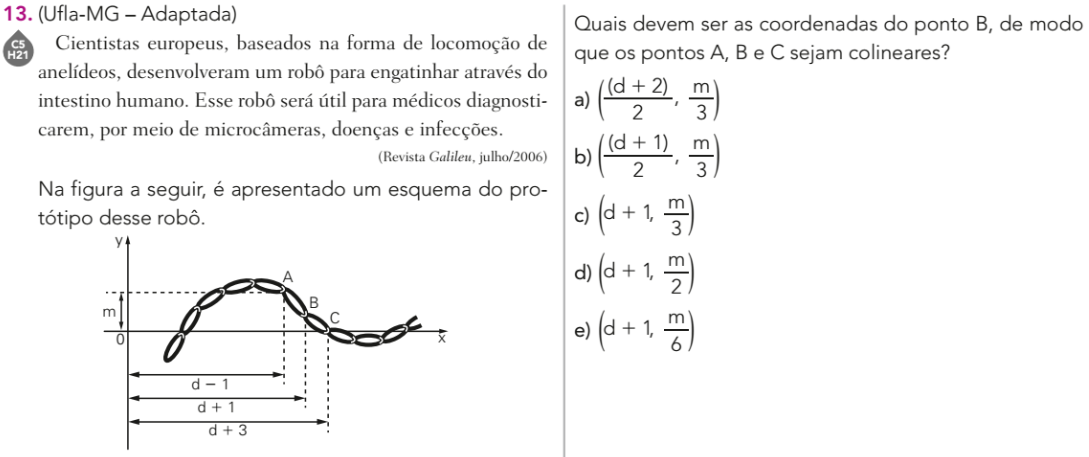 13. (Ufla-MG – Adaptada)
C5
H21
Cientistas europeus, baseados na forma de locomoção de
anelídeos, desenvolveram um robô para engatinhar através do
intestino humano. Esse robô será útil para médicos diagnosti-
carem, por meio de microcâmeras, doenças e infecções.
(Revista Galileu, julho/2006)
Na figura a seguir, é apresentado um esquema do pro-
tótipo desse robô.
y
A
B
C
m
0
x
d – 1
d + 1
d + 3
Quais devem ser as coordenadas do ponto B, de modo
que os pontos A, B e C sejam colineares?
a) ((d + 2)/2, m/3)
b) ((d + 1)/2, m/3)
c) (d + 1, m/3)
d) (d + 1, m/2)
e) (d + 1, m/6)